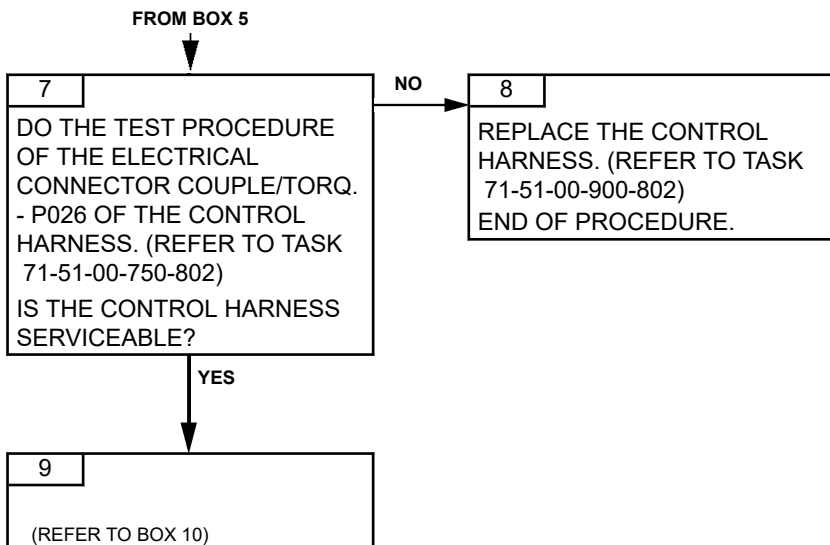 FROM BOX 5
7
DO THE TEST PROCEDURE
OF THE ELECTRICAL
CONNECTOR COUPLE/TORQ.
- P026 OF THE CONTROL
HARNESS. (REFER TO TASK
71-51-00-750-802)
IS THE CONTROL HARNESS
SERVICEABLE?
NO
8
REPLACE THE CONTROL
HARNESS. (REFER TO TASK
71-51-00-900-802)
END OF PROCEDURE.
YES
9
(REFER TO BOX 10)